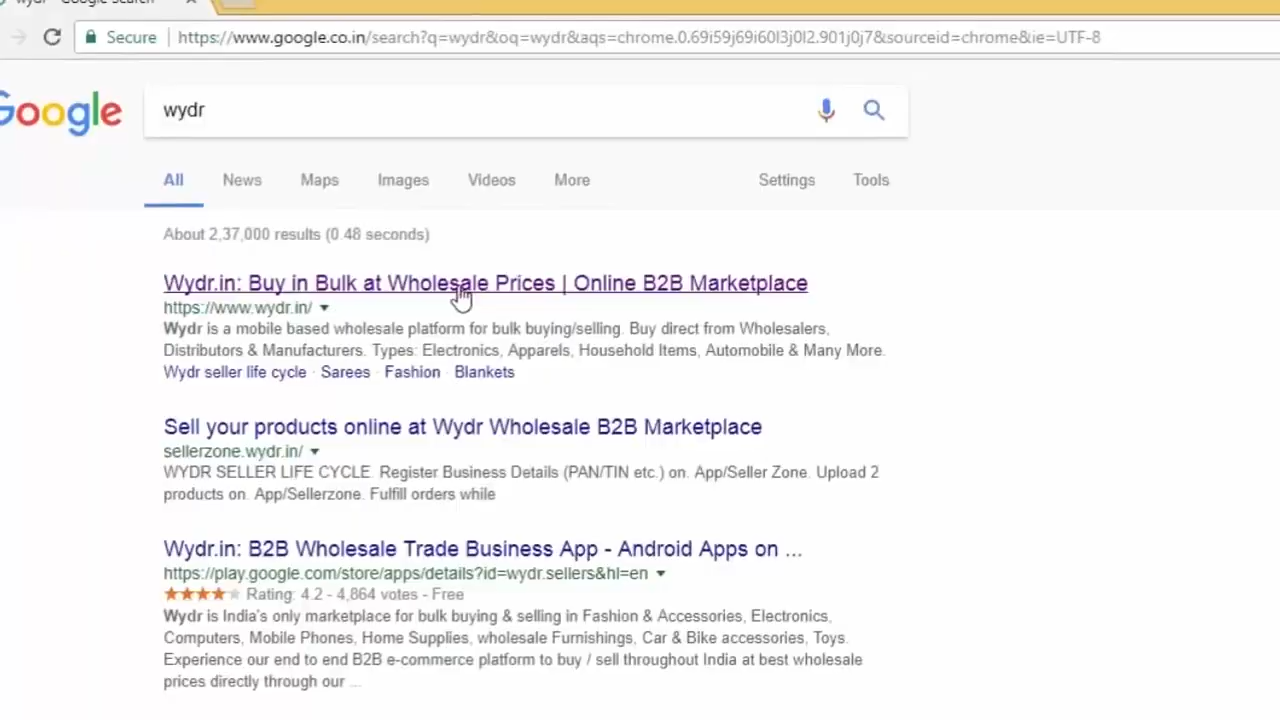 wydr - Google Search
Secure
https://www.google.co.in/search?q=wydr&oq=wydr&aqs=chrome.0.69i59j69i60l3j0l2.901j0j7&sourceid=chrome&ie=UTF-8
Google
wydr
All News Maps Images Videos More Settings Tools
About 2,37,000 results (0.48 seconds)
Wydr.in: Buy in Bulk at Wholesale Prices | Online B2B Marketplace
https://www.wydr.in/
Wydr is a mobile based wholesale platform for bulk buying/selling. Buy direct from Wholesalers,
Distributors & Manufacturers. Types: Electronics, Apparels, Household Items, Automobile & Many More.
Wydr seller life cycle · Sarees · Fashion · Blankets
Sell your products online at Wydr Wholesale B2B Marketplace
sellerzone.wydr.in/
WYDR SELLER LIFE CYCLE. Register Business Details (PAN/TIN etc.) on. App/Seller Zone. Upload 2
products on. App/Sellerzone. Fulfill orders while
Wydr.in: B2B Wholesale Trade Business App - Android Apps on ...
https://play.google.com/store/apps/details?id=wydr.sellers&hl=en
Rating: 4.2 - 4,864 votes - Free
Wydr is India's only marketplace for bulk buying & selling in Fashion & Accessories, Electronics,
Computers, Mobile Phones, Home Supplies, wholesale Furnishings, Car & Bike accessories, Toys.
Experience our end to end B2B e-commerce platform to buy / sell throughout India at best wholesale
prices directly through our ...